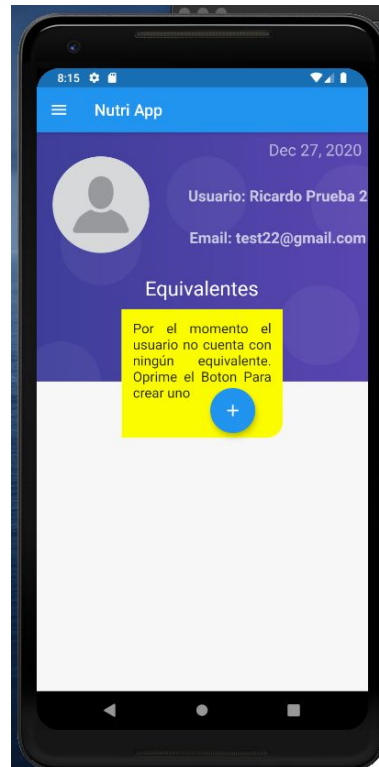 8:15
Nutri App
Dec 27, 2020
Usuario: Ricardo Prueba 2
Email: test22@gmail.com
Equivalentes
Por el momento el
usuario no cuenta con
ningún equivalente.
Oprime el Boton Para
crear uno
+